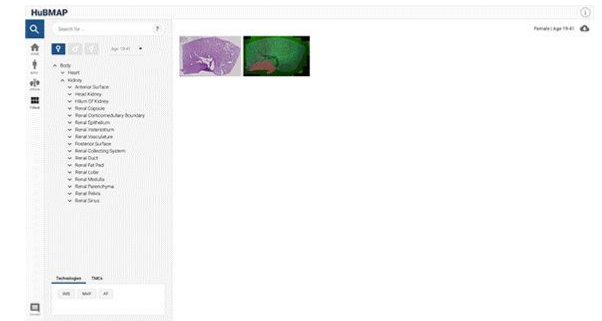 HuBMAP
Search for ...
?
Female | Age 19-41
Age 19-41
Body
Heart
Kidney
Anterior Surface
Head Kidney
Hilum Of Kidney
Renal Capsule
Renal Corticomedullary Boundary
Renal Epithelium
Renal Interstitium
Renal Vasculature
Posterior Surface
Renal Collecting System
Renal Duct
Renal Fat Pad
Renal Lobe
Renal Medulla
Renal Parenchyma
Renal Pelvis
Renal Sinus
Technologies TMCs
AF